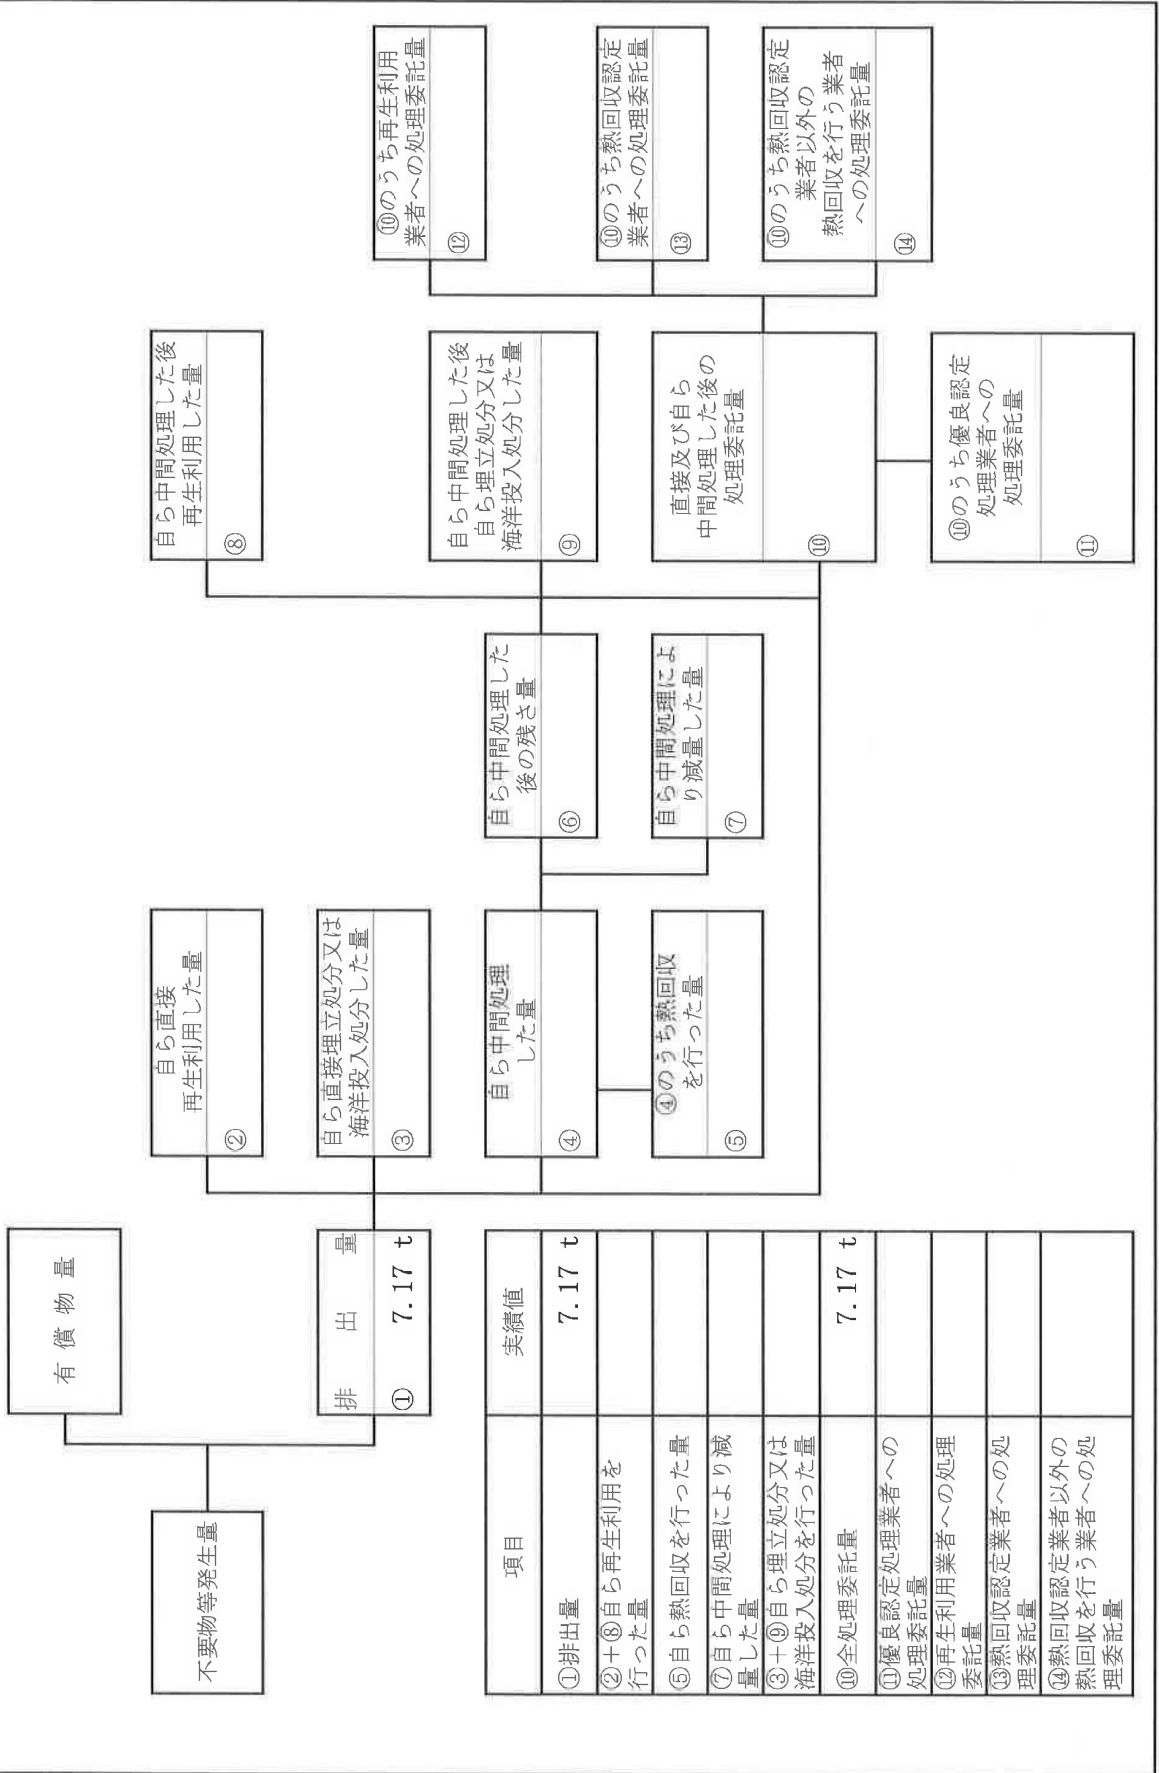 有償物量
不要物等発生量
排出量
① 7.17 t
自ら直接
再生利用した量
②
自ら直接埋立処分又は
海洋投入処分した量
③
自ら中間処理
した量
④
④のうち熱回収
を行った量
⑤
自ら中間処理した
後の残さ量
⑥
自ら中間処理によ
り減量した量
⑦
自ら中間処理した後
再生利用した量
⑧
自ら中間処理した後
自ら埋立処分又は
海洋投入処分した量
⑨
直接及び自ら
中間処理した後の
処理委託量
⑩
⑩のうち優良認定
処理業者への
処理委託量
⑪
⑩のうち再生利用
業者への処理委託量
⑫
⑩のうち熱回収認定
業者への処理委託量
⑬
⑩のうち熱回収認定
業者以外の
熱回収を行う業者
への処理委託量
⑭
項目 実績値
①排出量 7.17 t
②+⑧自ら再生利用を
行った量
⑤自ら熱回収を行った量
⑦自ら中間処理により減
量した量
③+⑨自ら埋立処分又は
海洋投入処分を行った量
⑩全処理委託量 7.17 t
⑪優良認定処理業者への
処理委託量
⑫再生利用業者への処理
委託量
⑬熱回収認定業者への処
理委託量
⑭熱回収認定業者以外の
熱回収を行う業者への処
理委託量